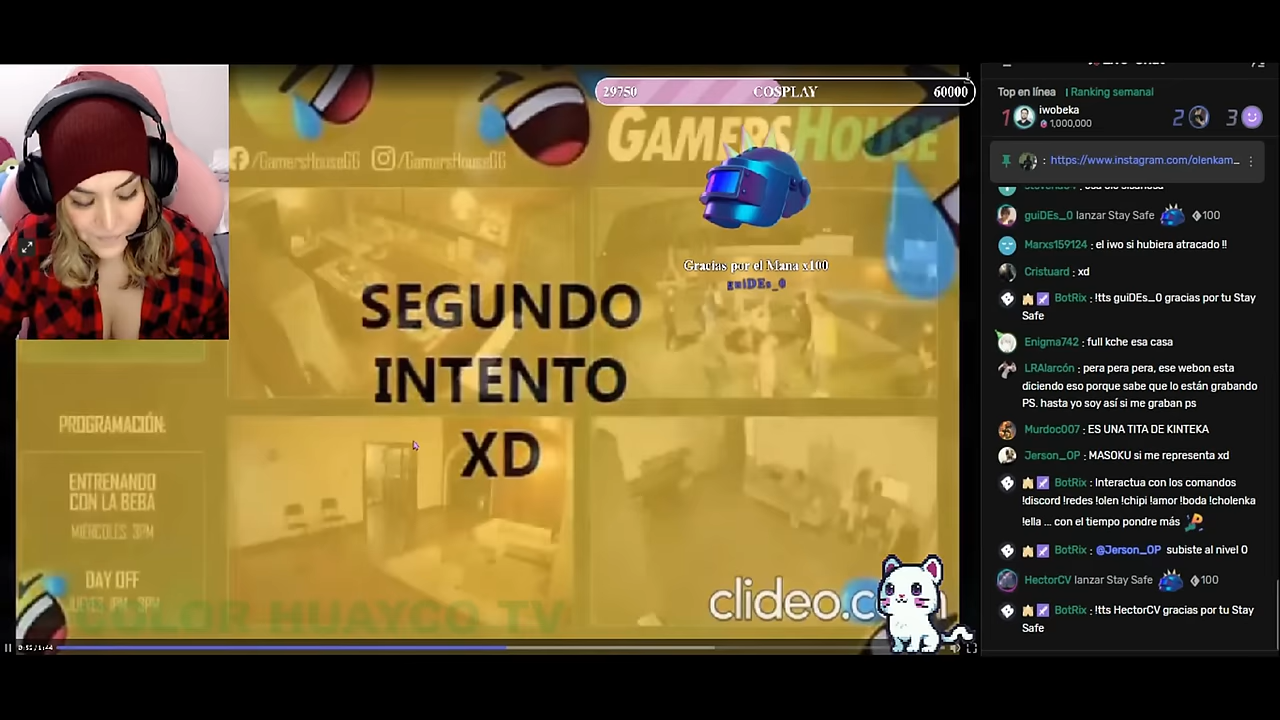 29750 COSPLAY 60000
GAMERSHOUSE
/GamersHouseGG /GamersHouseGG
Gracias por el Mana x100
guiDEs_0
SEGUNDO
INTENTO
XD
PROGRAMACIÓN:
ENTRENANDO
CON LA BEBA
MIÉRCOLES 3PM
DAY OFF
HUAYCO TV
clideo.c
Top en línea | Ranking semanal
1 iwobeka
1,000,000
2
3
: https://www.instagram.com/olenkam...
guiDEs_0 lanzar Stay Safe 100
Marxs159124 : el iwo si hubiera atracado !!
Cristuard : xd
BotRix : !tts guiDEs_0 gracias por tu Stay
Safe
Enigma742 : full kche esa casa
LRAlarcón : pera pera pera, ese webon esta
diciendo eso porque sabe que lo están grabando
PS. hasta yo soy así si me graban ps
Murdoc007 : ES UNA TITA DE KINTEKA
Jerson_OP : MASOKU si me representa xd
BotRix : Interactua con los comandos
!discord !redes !olen !chipi !amor !boda !cholenka
!ella ... con el tiempo pondre más
BotRix : @Jerson_OP subiste al nivel 0
HectorCV lanzar Stay Safe 100
BotRix : !tts HectorCV gracias por tu Stay
Safe